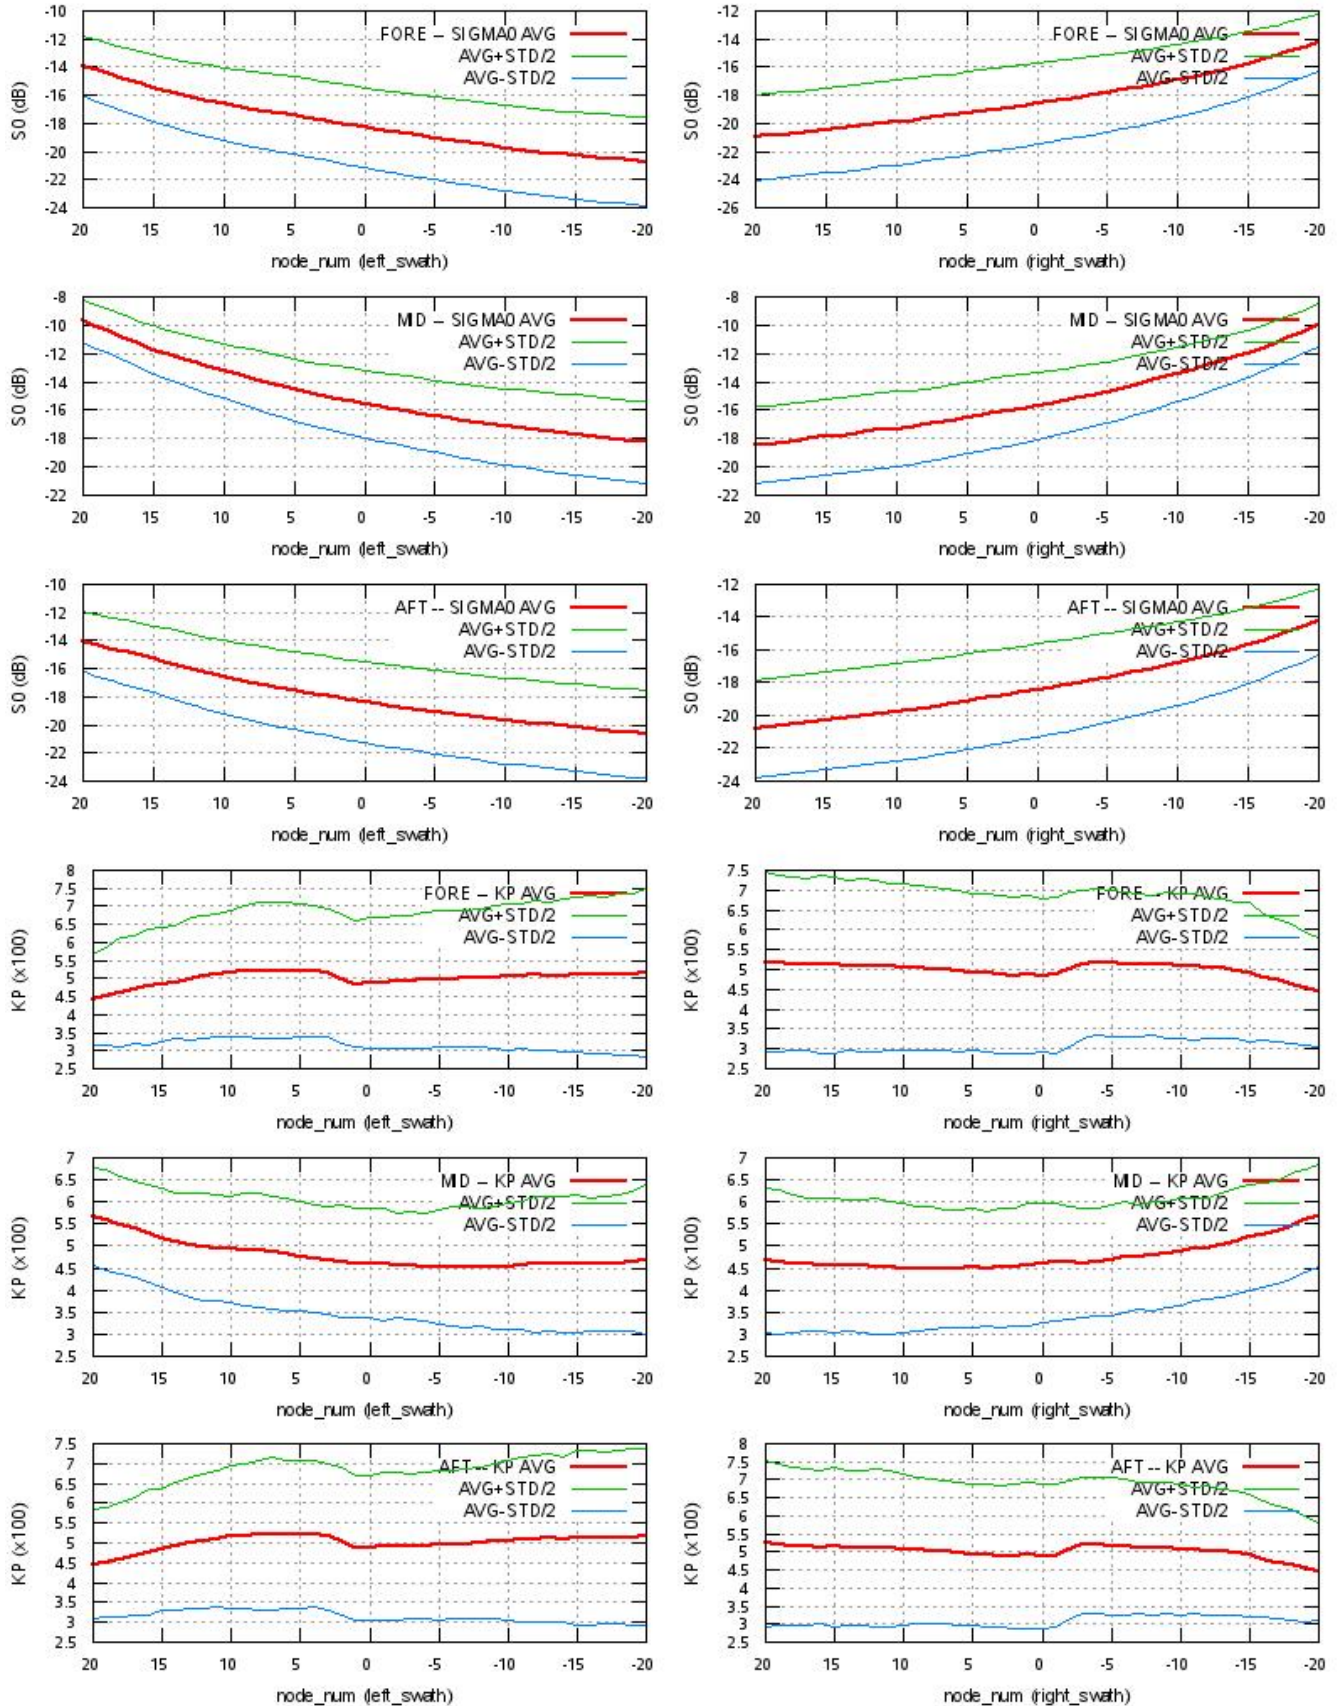 -10
-12
-14
-16
-18
-20
-22
-24
S0 (dB)
FORE -- SIGMA0 AVG
AVG+STD/2
AVG-STD/2
20 15 10 5 0 -5 -10 -15 -20
node_num (left_swath)
-12
-14
-16
-18
-20
-22
-24
-26
S0 (dB)
FORE -- SIGMA0 AVG
AVG+STD/2
AVG-STD/2
20 15 10 5 0 -5 -10 -15 -20
node_num (right_swath)
-8
-10
-12
-14
-16
-18
-20
-22
S0 (dB)
MID -- SIGMA0 AVG
AVG+STD/2
AVG-STD/2
20 15 10 5 0 -5 -10 -15 -20
node_num (left_swath)
-8
-10
-12
-14
-16
-18
-20
-22
S0 (dB)
MID -- SIGMA0 AVG
AVG+STD/2
AVG-STD/2
20 15 10 5 0 -5 -10 -15 -20
node_num (right_swath)
-10
-12
-14
-16
-18
-20
-22
-24
S0 (dB)
AFT -- SIGMA0 AVG
AVG+STD/2
AVG-STD/2
20 15 10 5 0 -5 -10 -15 -20
node_num (left_swath)
-12
-14
-16
-18
-20
-22
-24
S0 (dB)
AFT -- SIGMA0 AVG
AVG+STD/2
AVG-STD/2
20 15 10 5 0 -5 -10 -15 -20
node_num (right_swath)
8
7.5
7
6.5
6
5.5
5
4.5
4
3.5
3
2.5
KP (x100)
FORE -- KP AVG
AVG+STD/2
AVG-STD/2
20 15 10 5 0 -5 -10 -15 -20
node_num (left_swath)
7.5
7
6.5
6
5.5
5
4.5
4
3.5
3
2.5
KP (x100)
FORE -- KP AVG
AVG+STD/2
AVG-STD/2
20 15 10 5 0 -5 -10 -15 -20
node_num (right_swath)
7
6.5
6
5.5
5
4.5
4
3.5
3
2.5
KP (x100)
MID -- KP AVG
AVG+STD/2
AVG-STD/2
20 15 10 5 0 -5 -10 -15 -20
node_num (left_swath)
7
6.5
6
5.5
5
4.5
4
3.5
3
2.5
KP (x100)
MID -- KP AVG
AVG+STD/2
AVG-STD/2
20 15 10 5 0 -5 -10 -15 -20
node_num (right_swath)
7.5
7
6.5
6
5.5
5
4.5
4
3.5
3
2.5
KP (x100)
AFT -- KP AVG
AVG+STD/2
AVG-STD/2
20 15 10 5 0 -5 -10 -15 -20
node_num (left_swath)
8
7.5
7
6.5
6
5.5
5
4.5
4
3.5
3
2.5
KP (x100)
AFT -- KP AVG
AVG+STD/2
AVG-STD/2
20 15 10 5 0 -5 -10 -15 -20
node_num (right_swath)